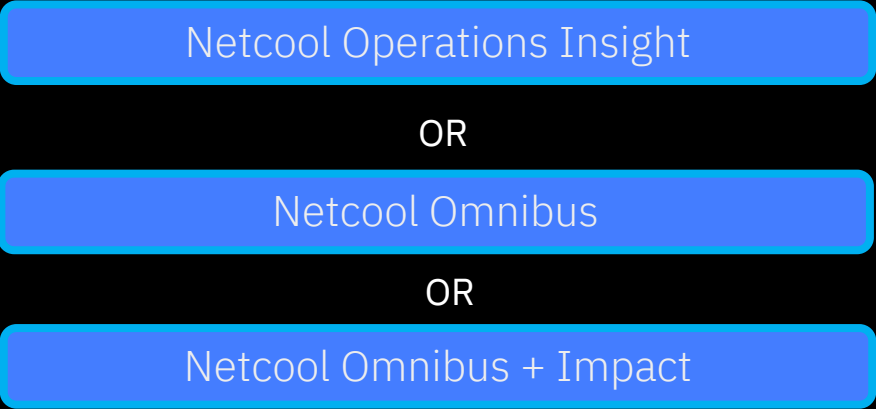 Netcool Operations Insight
OR
Netcool Omnibus
OR
Netcool Omnibus + Impact